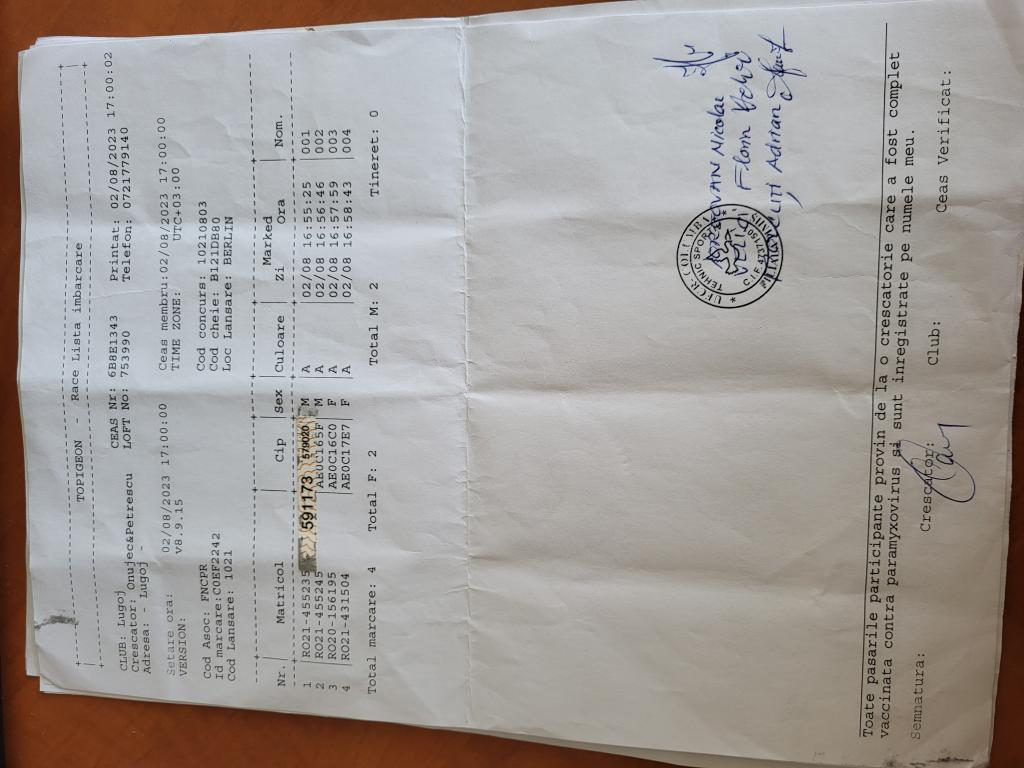 TOPIGEON - Race Lista imbarcare
CLUB: Lugoj CEAS Nr: 6B8E1343 Printat: 02/08/2023 17:00:02
Crescator: Onujec&Petrescu LOFT No: 753990 Telefon: 0721779140
Adresa: - Lugoj -
Setare ora: 02/08/2023 17:00:00 Ceas membru:02/08/2023 17:00:00
VERSION: v8.9.15 TIME ZONE: UTC+03:00
Cod Asoc: FNCPR Cod concurs: 10210803
Id marcare:C0EF2242 Cod cheie: B121DB80
Cod Lansare: 1021 Loc Lansare: BERLIN
Marked
Nr. Matricol Cip Sex Culoare Zi Ora Nom.
1 RO21-455235 591173 579020 M A 02/08 16:55:25 001
2 RO21-455245 AE0C165F M A 02/08 16:56:46 002
3 RO20-156195 AE0C16C0 F A 02/08 16:57:59 003
4 RO21-431504 AE0C17E7 F A 02/08 16:58:43 004
Total marcare: 4 Total F: 2 Total M: 2 Tineret: 0
Nicolae
Adrian
UFCR COLUMBA
TEHNIC SPORT
C.I.F.
Toate pasarile participante provin de la o crescatorie care a fost complet
vaccinata contra paramyxovirus si sunt inregistrate pe numele meu.
Semnatura: Crescator: Club: Ceas Verificat: